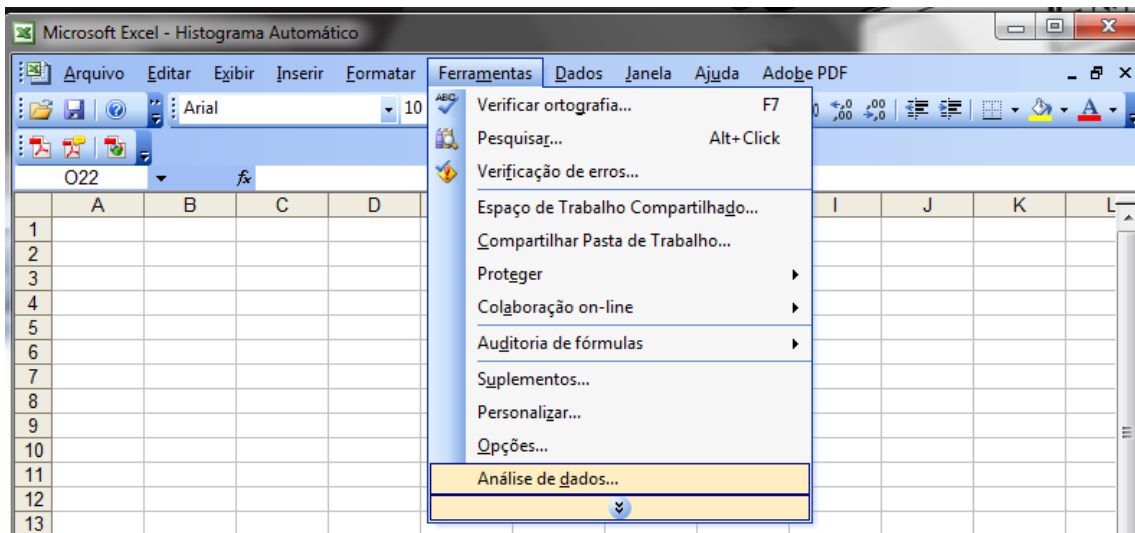 Microsoft Excel - Histograma Automático
Arquivo Editar Exibir Inserir Formatar Ferramentas Dados Janela Ajuda Adobe PDF
Arial 10
O22 fx
A B C D I J K L
Verificar ortografia... F7
Pesquisar... Alt+Click
Verificação de erros...
Espaço de Trabalho Compartilhado...
Compartilhar Pasta de Trabalho...
Proteger
Colaboração on-line
Auditoria de fórmulas
Suplementos...
Personalizar...
Opções...
Análise de dados...
1
2
3
4
5
6
7
8
9
10
11
12
13